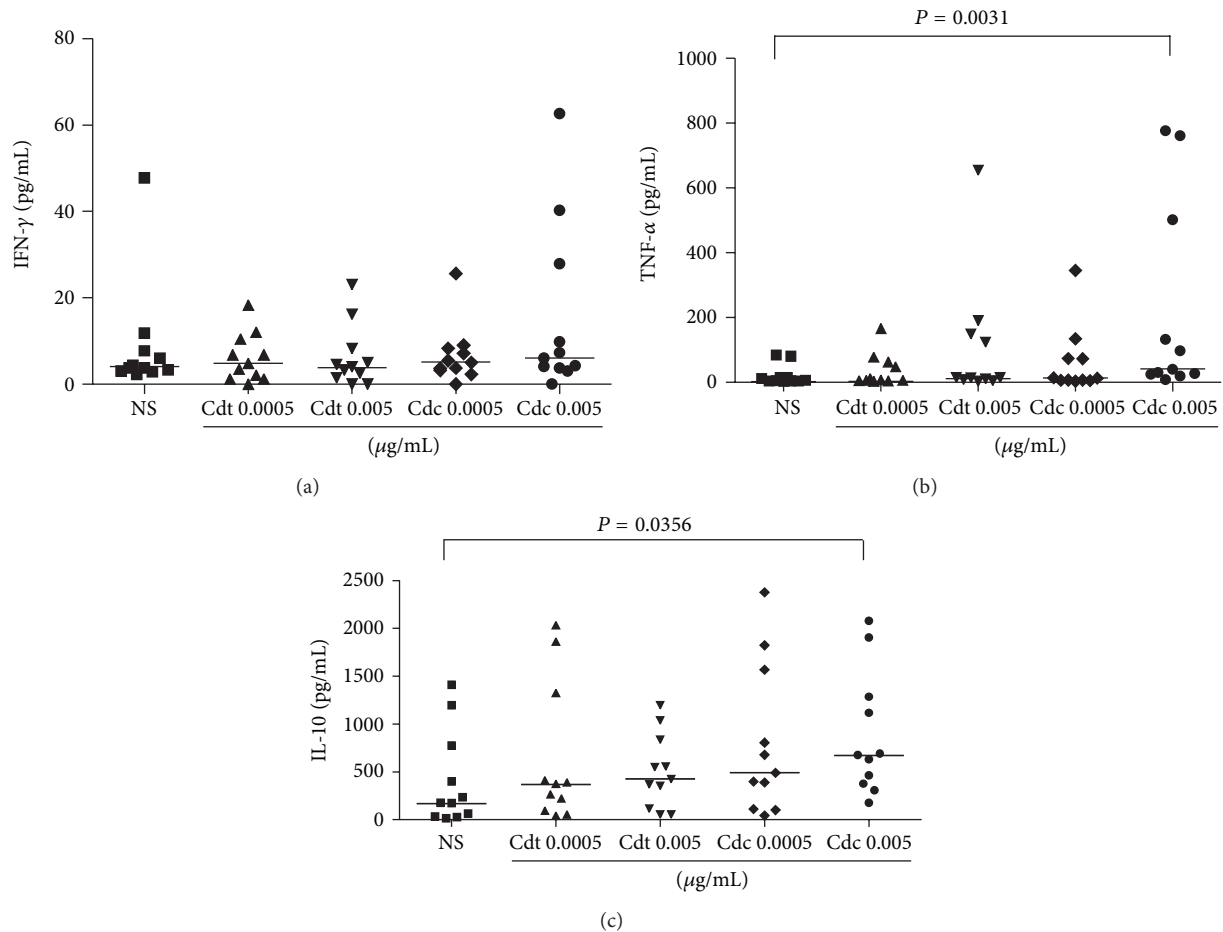 80
60
40
20
0
IFN-γ (pg/mL)
NS
Cdt 0.0005
Cdt 0.005
Cdc 0.0005
Cdc 0.005
(μg/mL)
(a)
P = 0.0031
1000
800
600
400
200
0
TNF-α (pg/mL)
NS
Cdt 0.0005
Cdt 0.005
Cdc 0.0005
Cdc 0.005
(μg/mL)
(b)
P = 0.0356
2500
2000
1500
1000
500
0
IL-10 (pg/mL)
NS
Cdt 0.0005
Cdt 0.005
Cdc 0.0005
Cdc 0.005
(μg/mL)
(c)